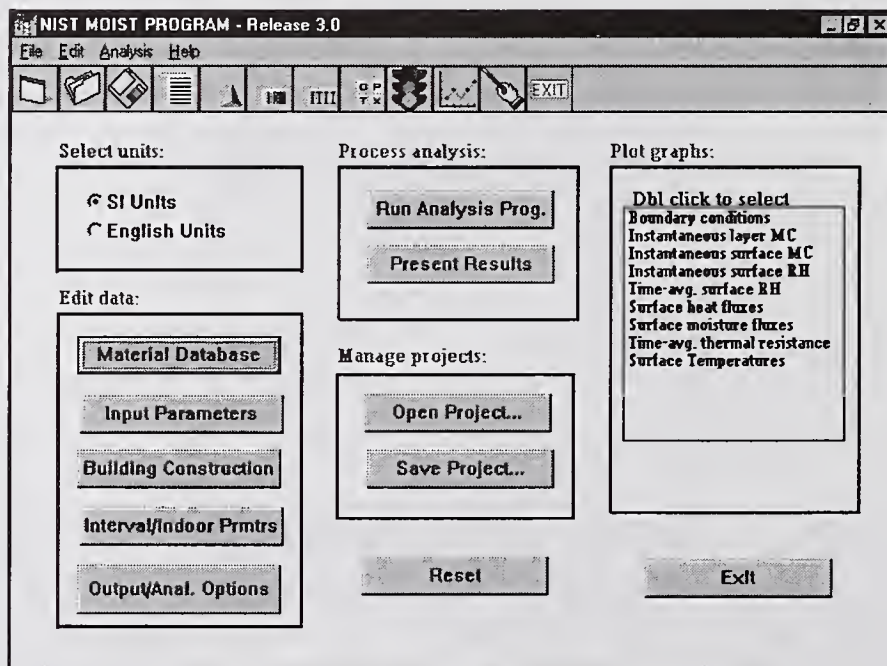 NIST MOIST PROGRAM - Release 3.0
File Edit Analysis Help
EXIT
Select units:
SI Units
English Units
Edit data:
Material Database
Input Parameters
Building Construction
Interval/Indoor Prmtrs
Output/Anal. Options
Process analysis:
Run Analysis Prog.
Present Results
Manage projects:
Open Project...
Save Project...
Reset
Plot graphs:
Dbl click to select
Boundary conditions
Instantaneous layer MC
Instantaneous surface MC
Instantaneous surface RH
Time-avg. surface RH
Surface heat fluxes
Surface moisture fluxes
Time-avg. thermal resistance
Surface Temperatures
Exit